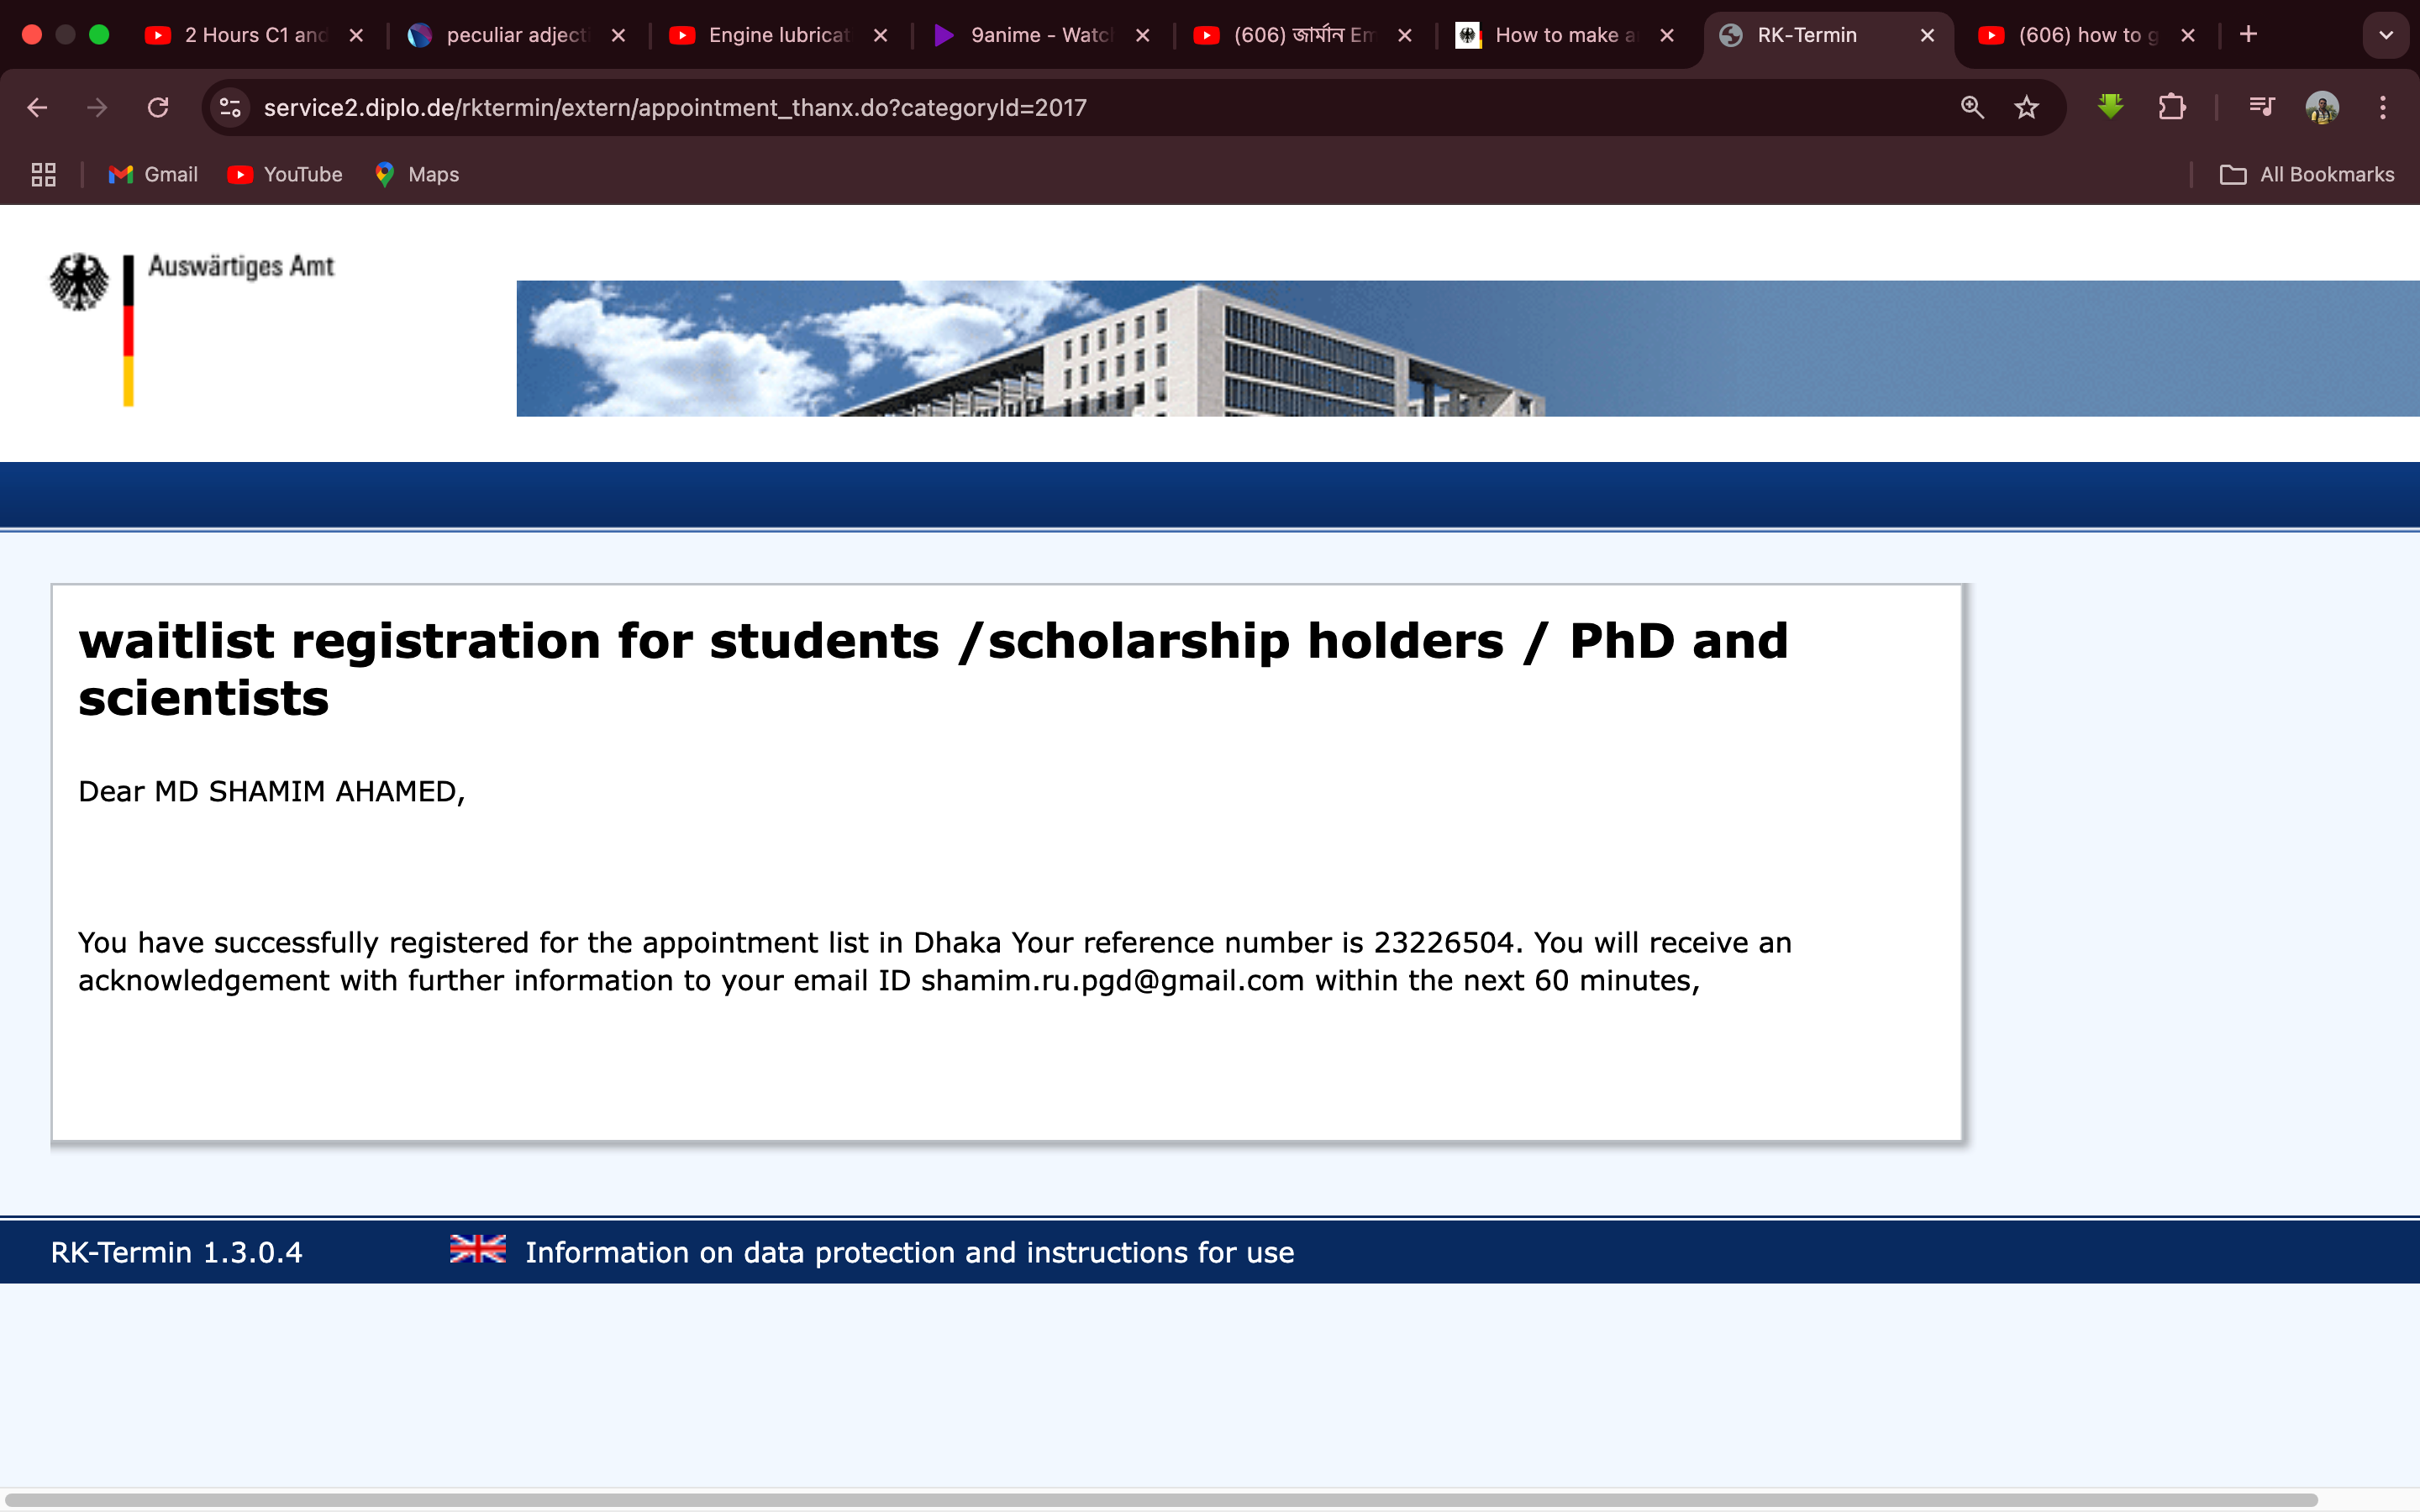 2 Hours C1 and
peculiar adject
Engine lubricat
9anime - Watc
(606) জার্মান Em
How to make a
RK-Termin
(606) how to g
service2.diplo.de/rktermin/extern/appointment_thanx.do?categoryId=2017
Gmail
YouTube
Maps
All Bookmarks
Auswärtiges Amt
waitlist registration for students /scholarship holders / PhD and
scientists
Dear MD SHAMIM AHAMED,
You have successfully registered for the appointment list in Dhaka Your reference number is 23226504. You will receive an
acknowledgement with further information to your email ID shamim.ru.pgd@gmail.com within the next 60 minutes,
RK-Termin 1.3.0.4
Information on data protection and instructions for use